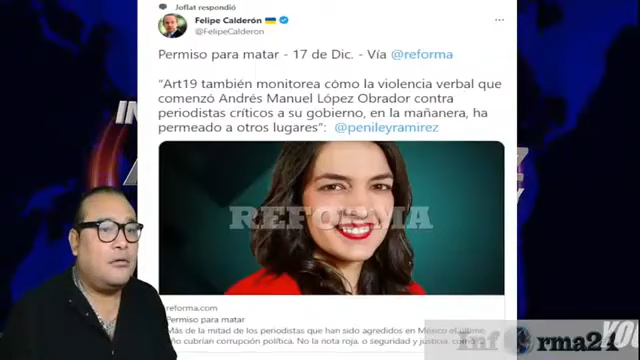 Joflat respondió
Felipe Calderón
@FelipeCalderon
Permiso para matar - 17 de Dic. - Vía @reforma
“Art19 también monitorea cómo la violencia verbal que
comenzó Andrés Manuel López Obrador contra
periodistas críticos a su gobierno, en la mañanera, ha
permeado a otros lugares”: @penileyramirez
REFORMA
reforma.com
Permiso para matar
Más de la mitad de los periodistas que han sido agredidos en México el último
año cubrían corrupción política. No la nota roja, o seguridad y justicia, como